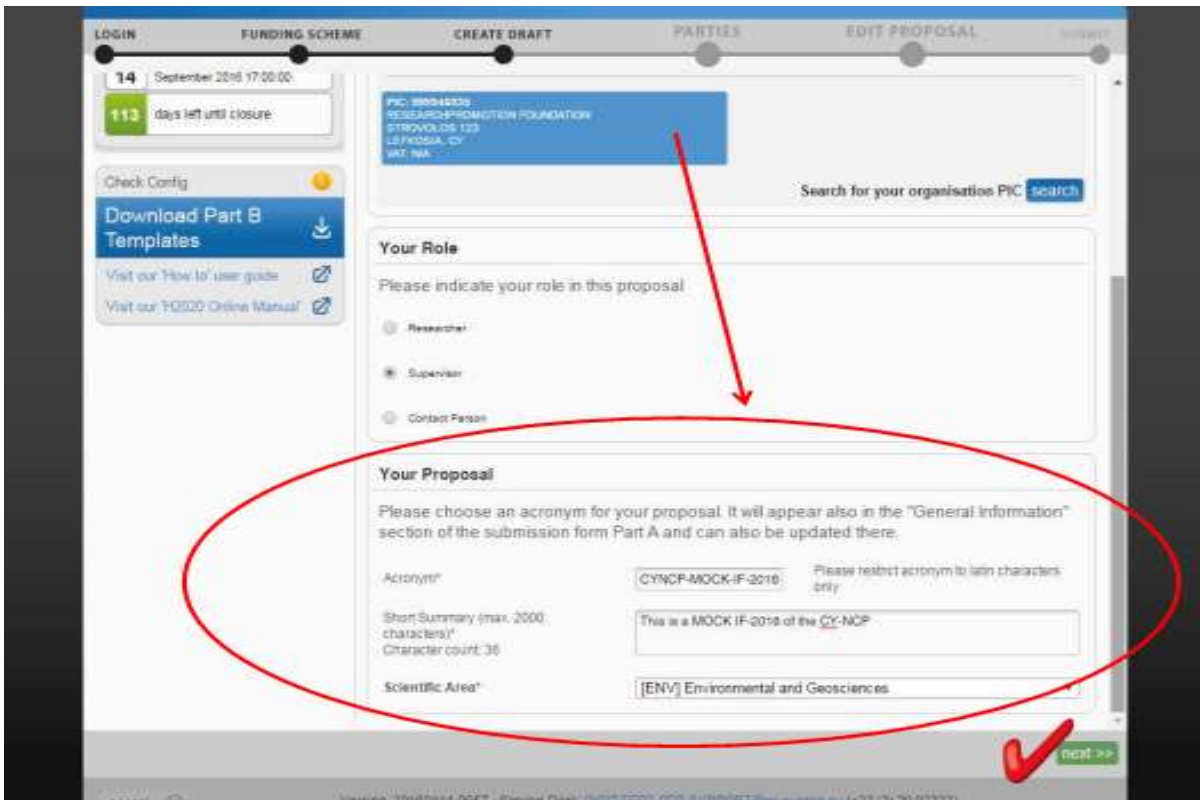 LOGIN FUNDING SCHEME CREATE DRAFT PARTIES EDIT PROPOSAL SUBMIT
14 September 2016 17:00:00
113 days left until closure
RESEARCHPROMOTION FOUNDATION
STROVOLOS 123
LEFKOSIA, CY
VAT: N/A
Search for your organisation PIC search
Check Config
Download Part B
Templates
Visit our 'How to' user guide
Visit our 'H2020 Online Manual'
Your Role
Please indicate your role in this proposal
Researcher
Supervisor
Contact Person
Your Proposal
Please choose an acronym for your proposal. It will appear also in the "General Information"
section of the submission form Part A and can also be updated there.
Acronym* CYNCP-MOCK-IF-2016 Please restrict acronym to latin characters
only
Short Summary (max. 2000
characters)*
Character count: 36
This is a MOCK IF-2016 of the CY-NCP
Scientific Area* [ENV] Environmental and Geosciences
next >>